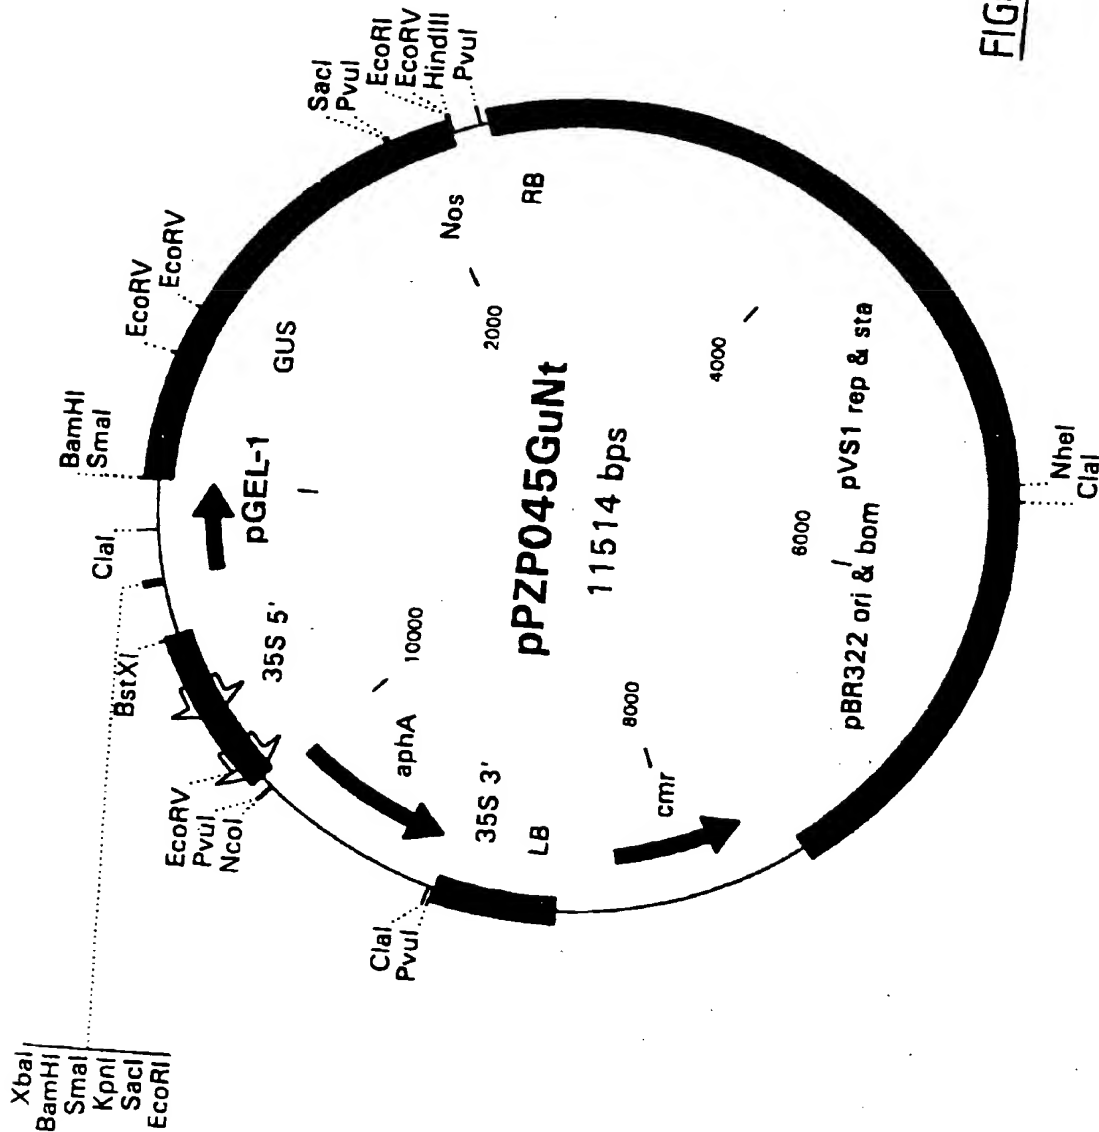 FIG.
XbaI
BamHI
SmaI
KpnI
SacI
EcoRI
BstXI
ClaI
BamHI
SmaI
EcoRV
EcoRV
SacI
PvuI
EcoRI
EcoRV
HindIII
PvuI
EcoRV
PvuI
NcoI
ClaI
PvuI
NheI
ClaI
pGEL-1
GUS
Nos
RB
35S 5'
aphA
35S 3'
LB
cmr
pBR322 ori & bom
pVS1 rep & sta
2000
4000
6000
8000
10000
pPZP045GuNt
11514 bps